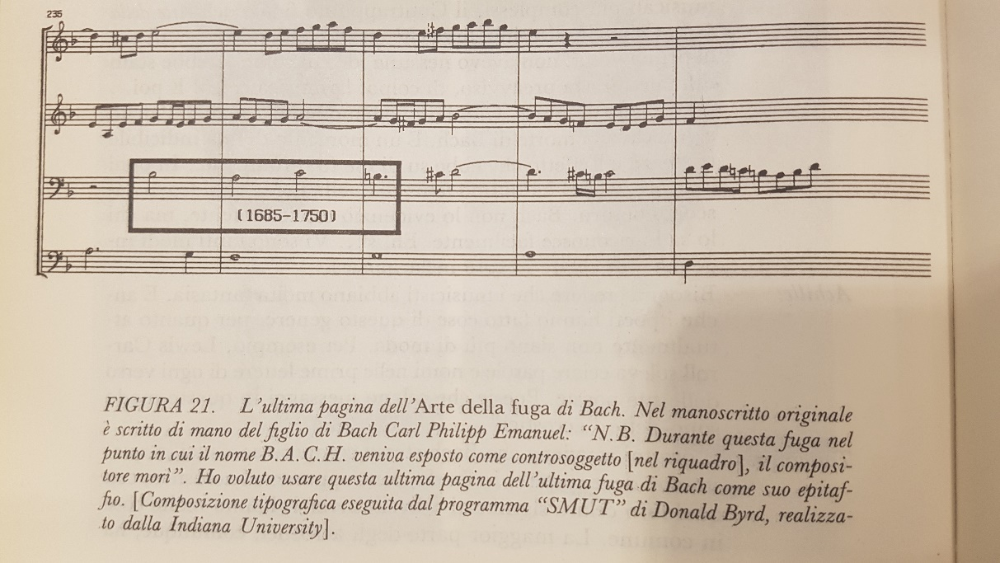 235
(1685-1750)
FIGURA 21. L'ultima pagina dell'Arte della fuga di Bach. Nel manoscritto originale
è scritto di mano del figlio di Bach Carl Philipp Emanuel: “N.B. Durante questa fuga nel
punto in cui il nome B.A.C.H. veniva esposto come controsoggetto [nel riquadro], il composi-
tore morì”. Ho voluto usare questa ultima pagina dell'ultima fuga di Bach come suo epitaf-
fio. [Composizione tipografica eseguita dal programma “SMUT” di Donald Byrd, realizza-
to dalla Indiana University].